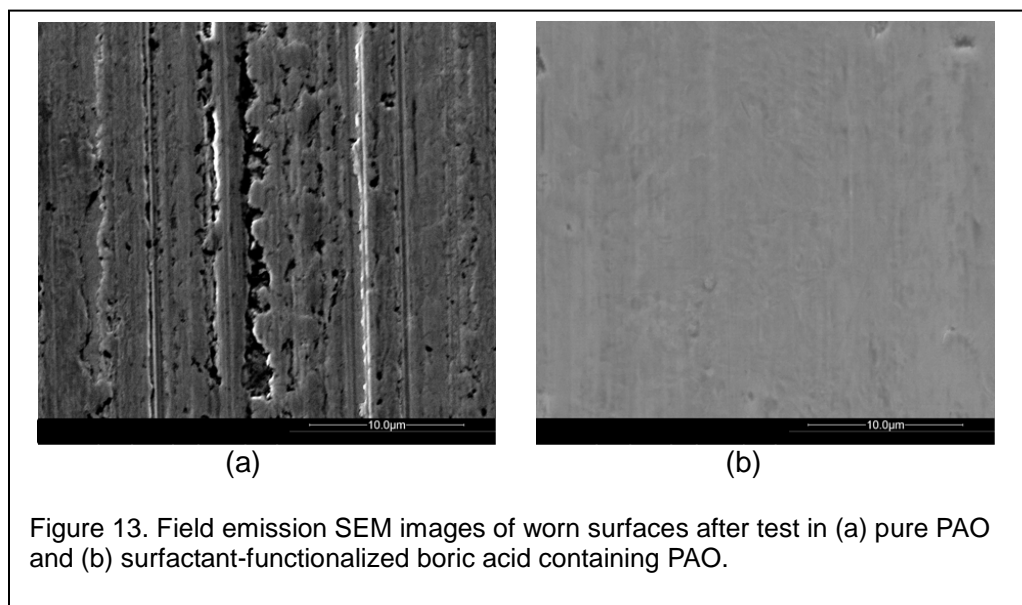 10.0µm
10.0µm
(a)
(b)
Figure 13. Field emission SEM images of worn surfaces after test in (a) pure PAO
and (b) surfactant-functionalized boric acid containing PAO.